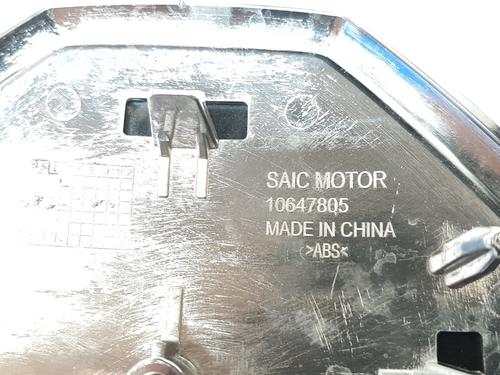 SAIC MOTOR
10647805
MADE IN CHINA
>ABS<